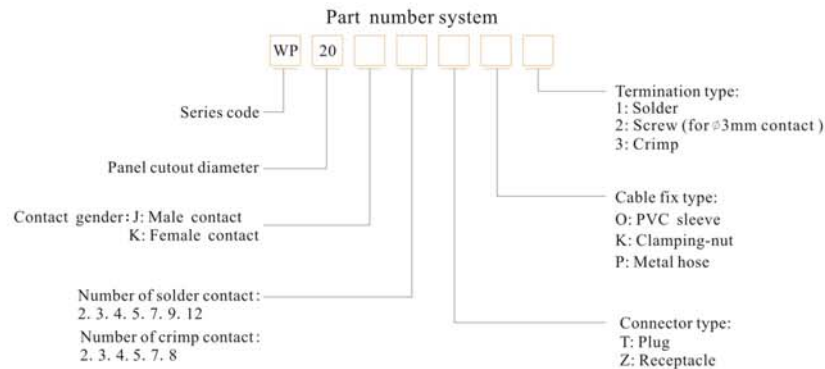 Part number system
WP 20
Series code
Panel cutout diameter
Contact gender: J: Male contact
K: Female contact
Number of solder contact:
2. 3. 4. 5. 7. 9. 12
Number of crimp contact:
2. 3. 4. 5. 7. 8
Termination type:
1: Solder
2: Screw (for φ3mm contact )
3: Crimp
Cable fix type:
O: PVC sleeve
K: Clamping-nut
P: Metal hose
Connector type:
T: Plug
Z: Receptacle